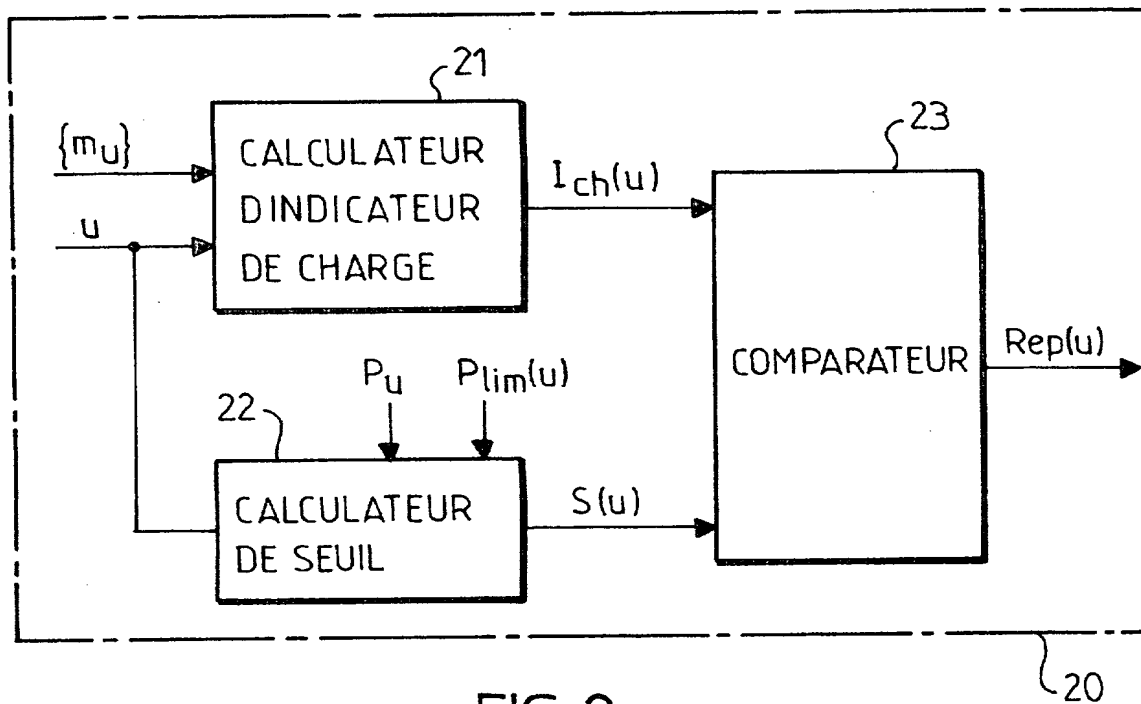 21
{mu}
u
CALCULATEUR
DINDICATEUR
DE CHARGE
Ich(u)
23
COMPARATEUR
Rep(u)
Pu
Plim(u)
22
CALCULATEUR
DE SEUIL
S(u)
20